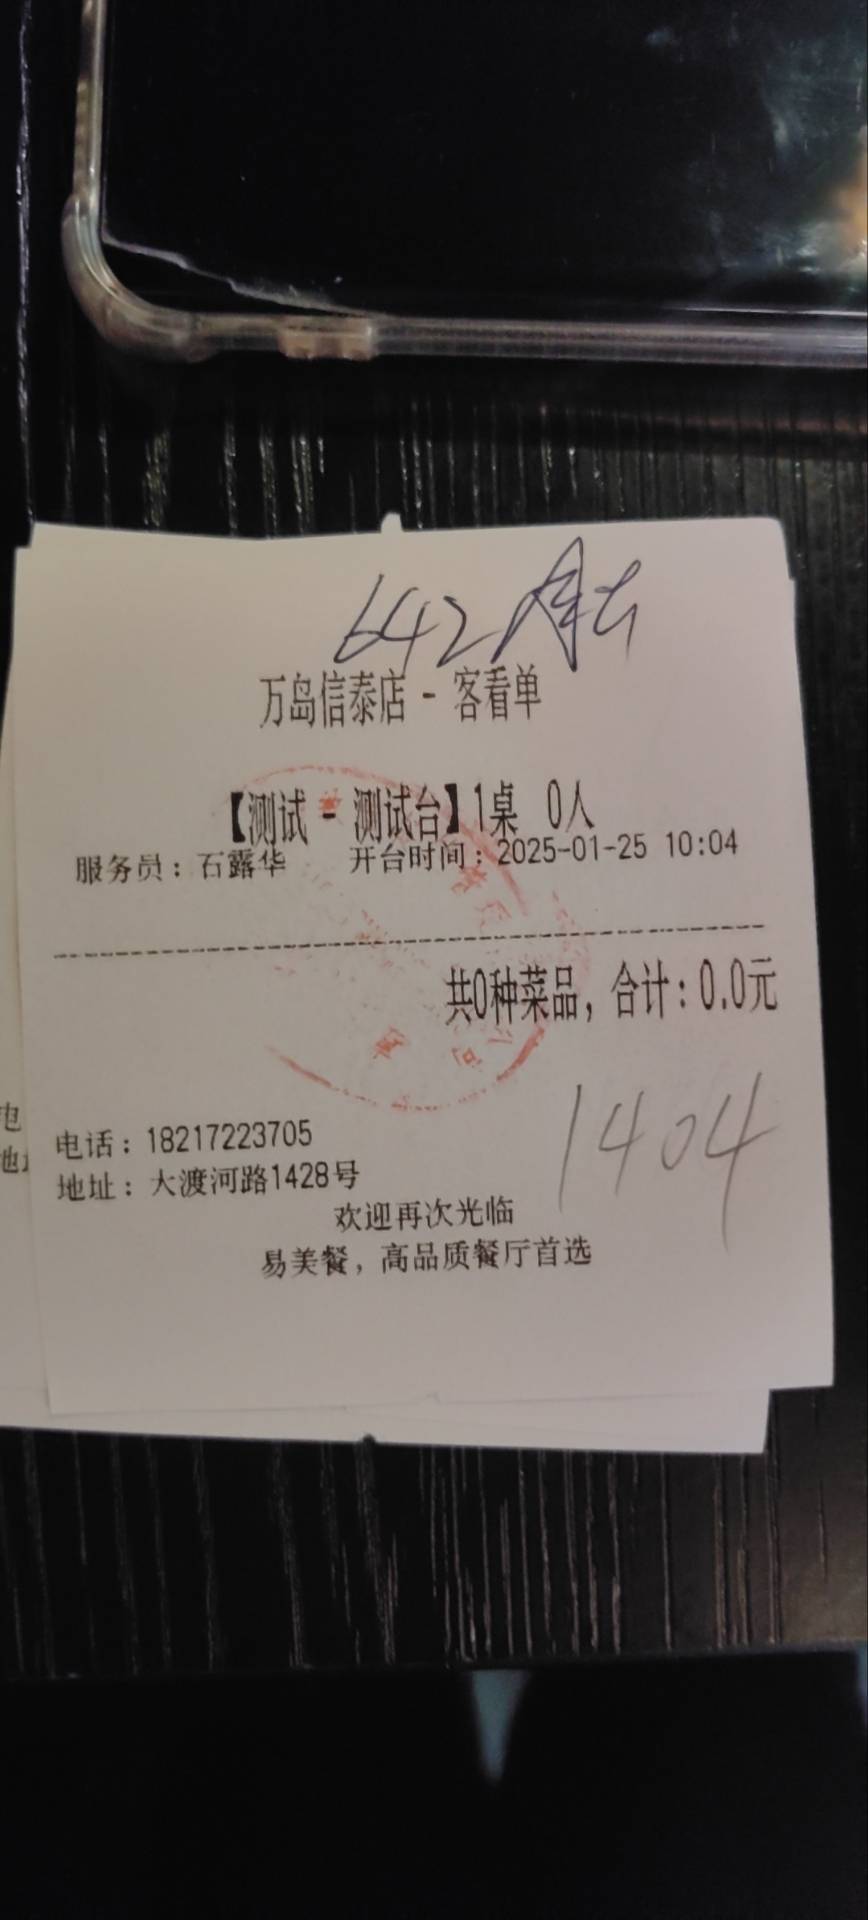 642
万岛信泰店 - 客看单
【测试 - 测试台】1桌 0人
服务员：石露华 开台时间：2025-01-25 10:04
共0种菜品，合计：0.0元
1404
电话：18217223705
地址：大渡河路1428号
欢迎再次光临
易美餐，高品质餐厅首选
电